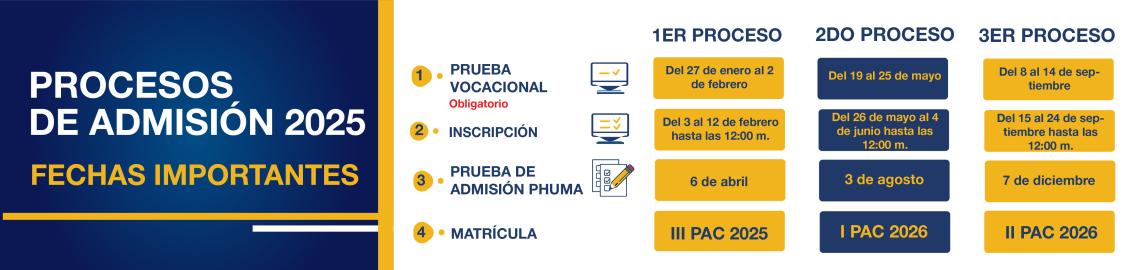 PROCESOS
DE ADMISIÓN 2025
FECHAS IMPORTANTES
1ER PROCESO
2DO PROCESO
3ER PROCESO
1
PRUEBA
VOCACIONAL
Obligatorio
Del 27 de enero al 2
de febrero
Del 19 al 25 de mayo
Del 8 al 14 de sep-
tiembre
2
INSCRIPCIÓN
Del 3 al 12 de febrero
hasta las 12:00 m.
Del 26 de mayo al 4
de junio hasta las
12:00 m.
Del 15 al 24 de sep-
tiembre hasta las
12:00 m.
3
PRUEBA DE
ADMISIÓN PHUMA
6 de abril
3 de agosto
7 de diciembre
4
MATRÍCULA
III PAC 2025
I PAC 2026
II PAC 2026